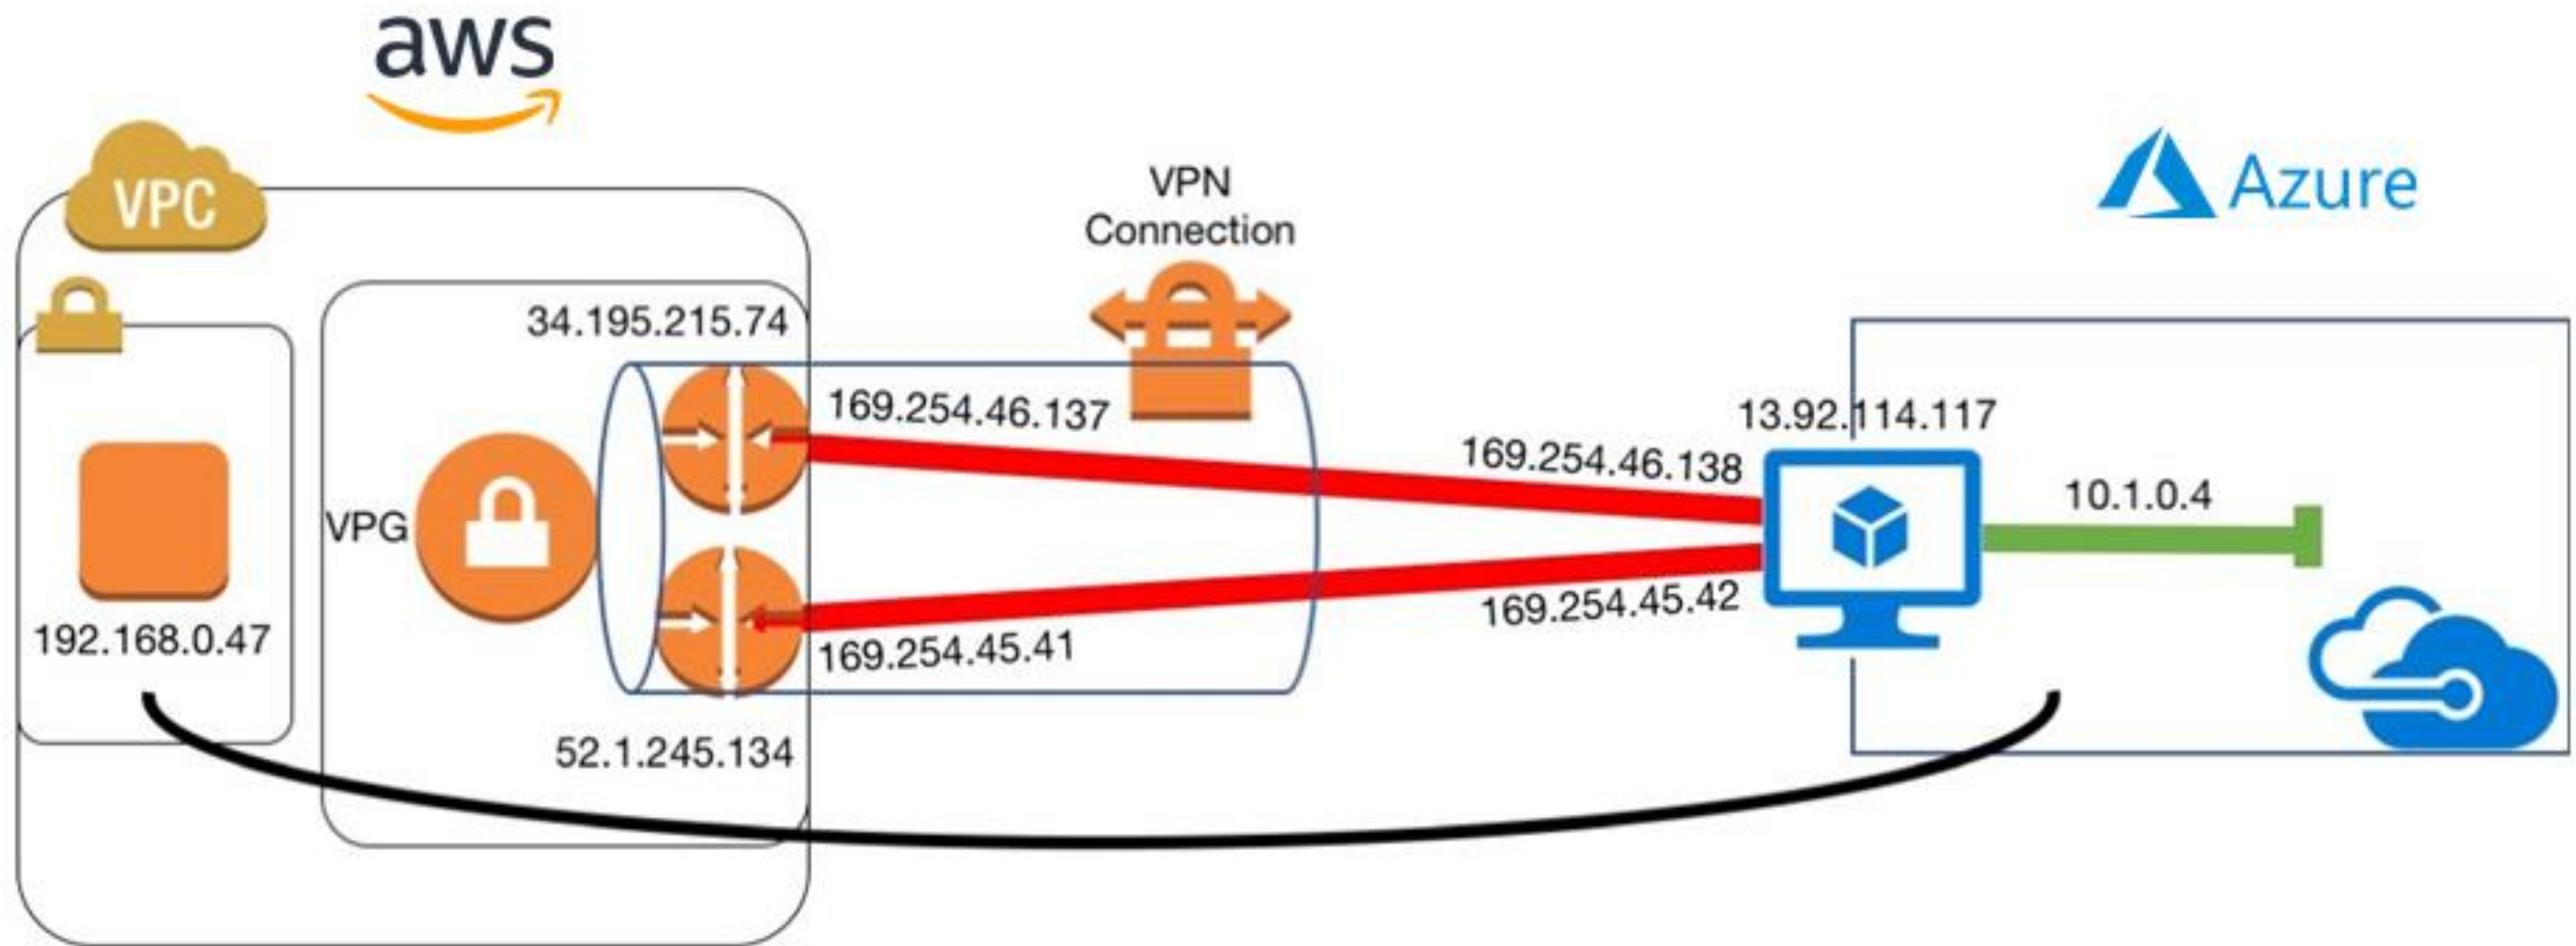 aws
VPC
VPN
Connection
Azure
34.195.215.74
169.254.46.137
13.92.114.117
169.254.46.138
10.1.0.4
VPG
169.254.45.42
192.168.0.47
169.254.45.41
52.1.245.134